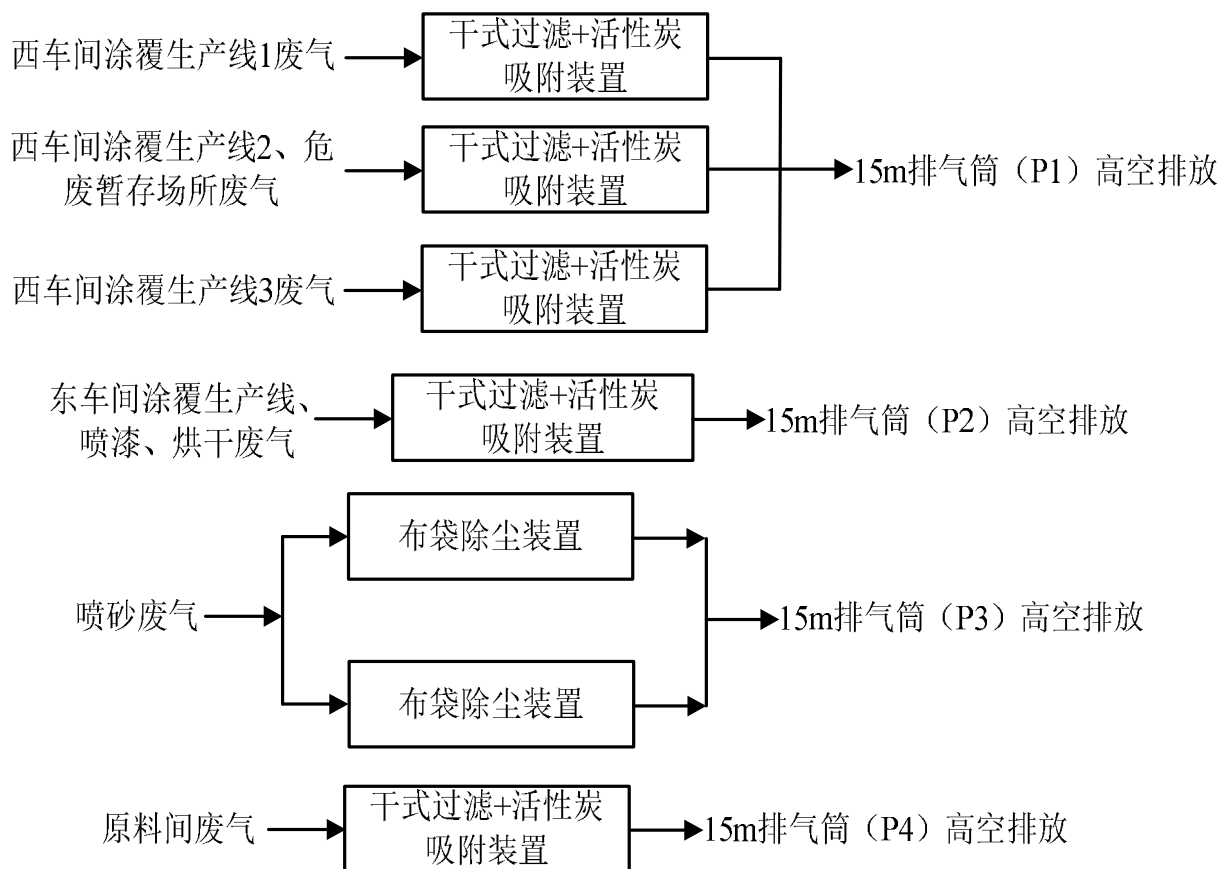 西车间涂覆生产线1废气
干式过滤+活性炭
吸附装置
西车间涂覆生产线2、危
废暂存场所废气
干式过滤+活性炭
吸附装置
15m排气筒（P1）高空排放
西车间涂覆生产线3废气
干式过滤+活性炭
吸附装置
东车间涂覆生产线、
喷漆、烘干废气
干式过滤+活性炭
吸附装置
15m排气筒（P2）高空排放
喷砂废气
布袋除尘装置
布袋除尘装置
15m排气筒（P3）高空排放
原料间废气
干式过滤+活性炭
吸附装置
15m排气筒（P4）高空排放